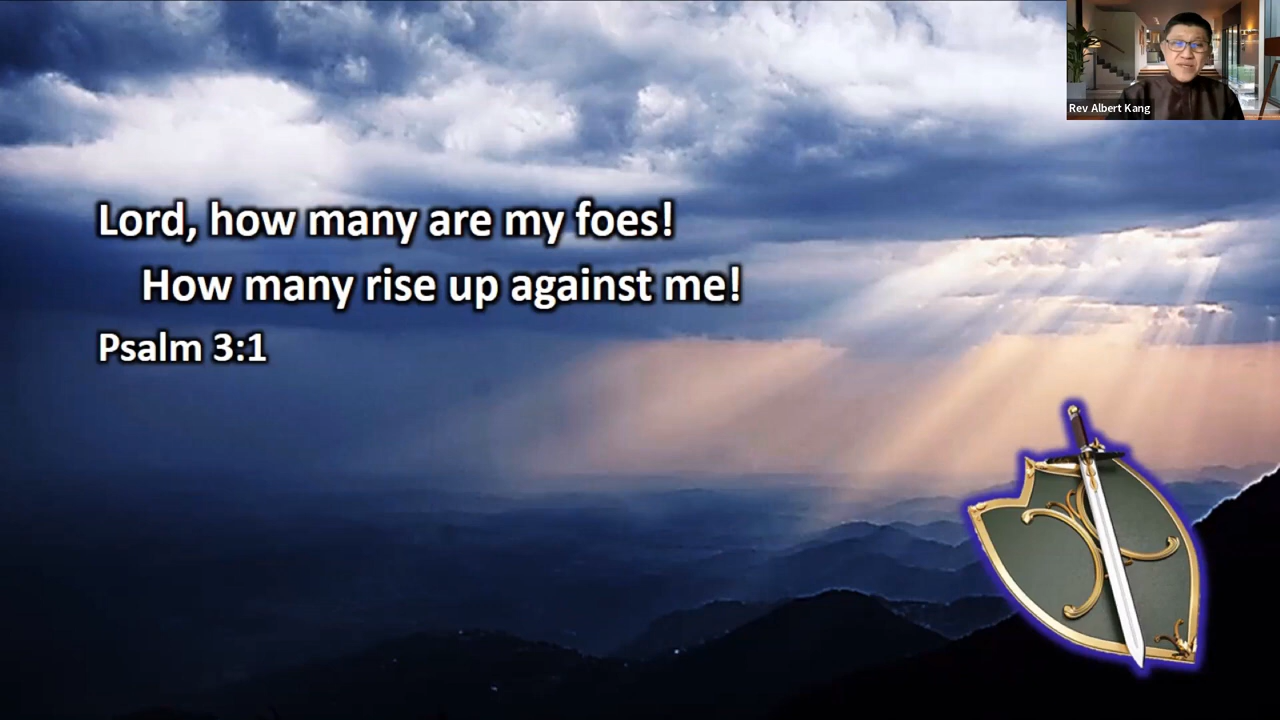 Rev Albert Kang
Lord, how many are my foes!
How many rise up against me!
Psalm 3:1